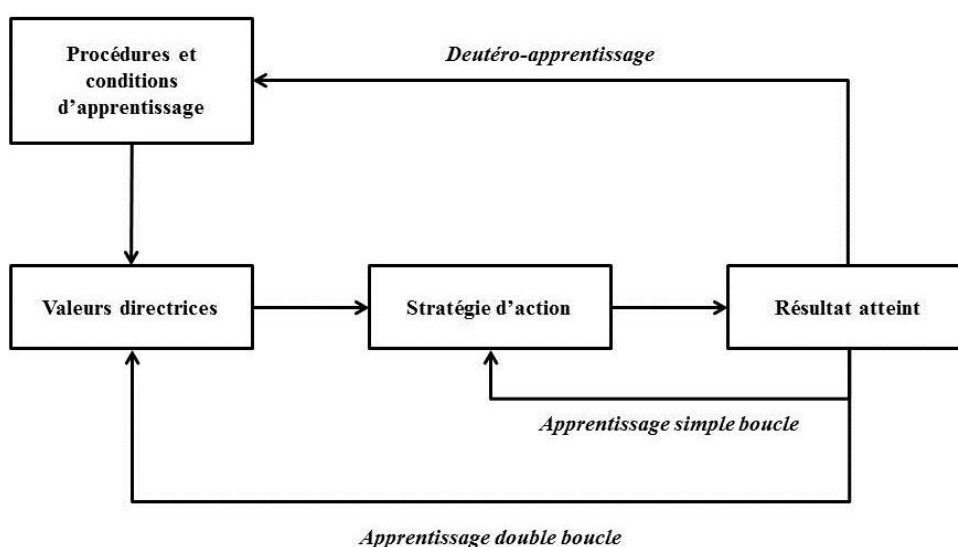 Procédures et
conditions
d’apprentissage
Deutéro-apprentissage
Valeurs directrices
Stratégie d’action
Résultat atteint
Apprentissage simple boucle
Apprentissage double boucle